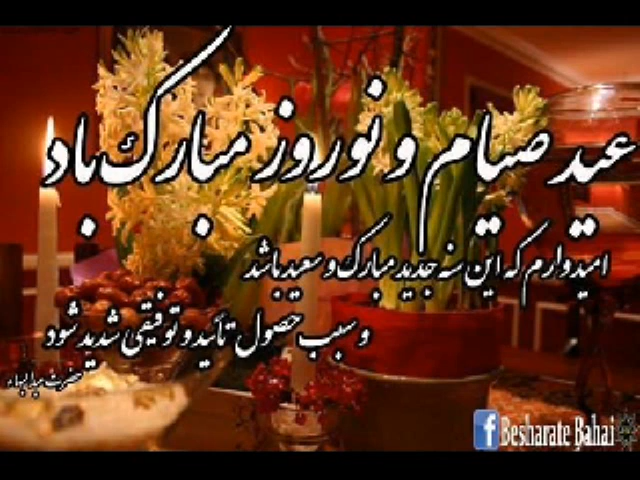 عید صیام و نوروز مبارک باد
امیدوارم که این سنه جدید مبارک و سعید باشد
و سبب حصول تأیید و توفیقی شدید شود
حضرت عبدالبهاء
Besharate Bahai